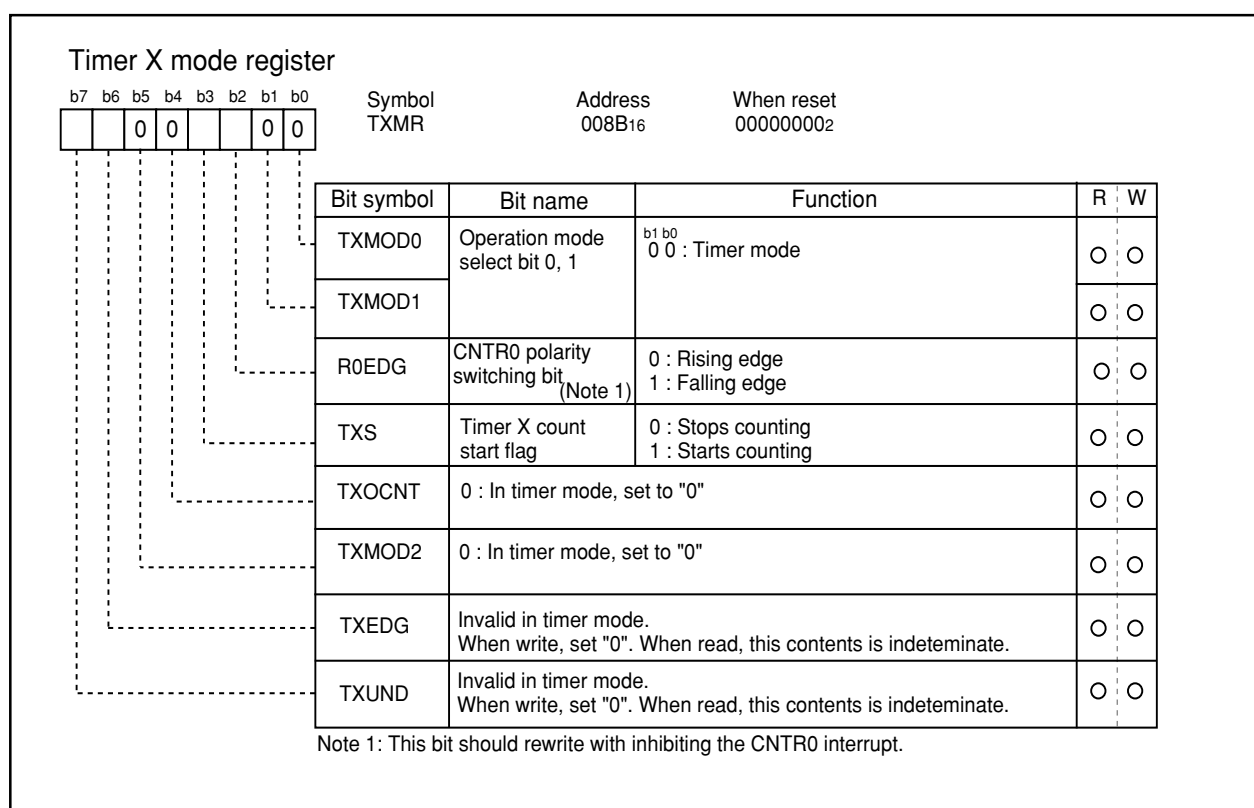 Timer X mode register
b7 b6 b5 b4 b3 b2 b1 b0
0 0 0 0
Symbol Address When reset
TXMR 008B16 000000002
Bit symbol Bit name Function R W
TXMOD0 Operation mode select bit 0, 1 b1 b0
0 0 : Timer mode
TXMOD1
R0EDG CNTR0 polarity
switching bit (Note 1)
0 : Rising edge
1 : Falling edge
TXS Timer X count
start flag
0 : Stops counting
1 : Starts counting
TXOCNT 0 : In timer mode, set to "0"
TXMOD2 0 : In timer mode, set to "0"
TXEDG Invalid in timer mode.
When write, set "0". When read, this contents is indeteminate.
TXUND Invalid in timer mode.
When write, set "0". When read, this contents is indeteminate.
Note 1: This bit should rewrite with inhibiting the CNTR0 interrupt.